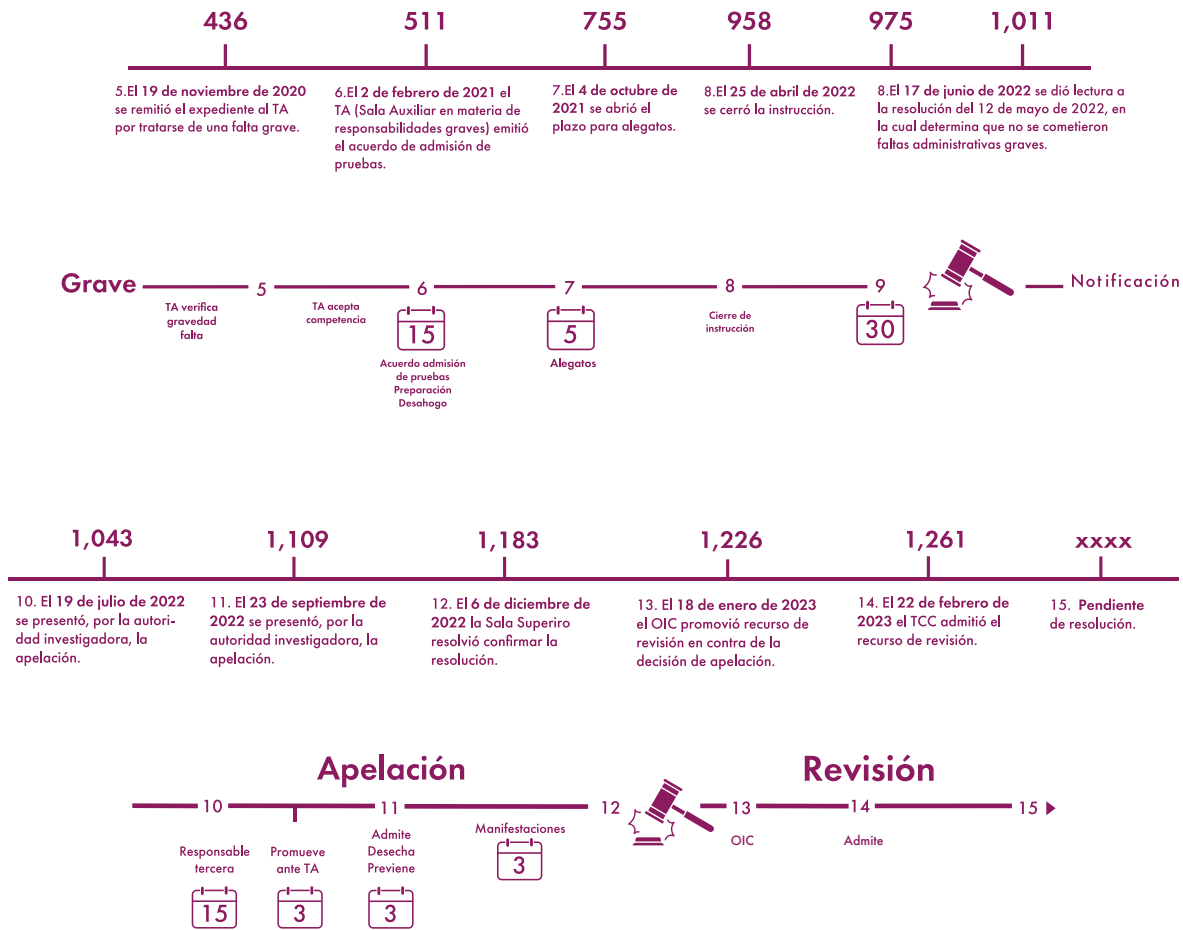 436
511
755
958
975
1,011
5.El 19 de noviembre de 2020
se remitió el expediente al TA
por tratarse de una falta grave.
6.El 2 de febrero de 2021 el
TA (Sala Auxiliar en materia de
responsabilidades graves) emitió
el acuerdo de admisión de
pruebas.
7.El 4 de octubre de
2021 se abrió el
plazo para alegatos.
8.El 25 de abril de 2022
se cerró la instrucción.
8.El 17 de junio de 2022 se dió lectura a
la resolución del 12 de mayo de 2022, en
la cual determina que no se cometieron
faltas administrativas graves.
Grave
5
6
7
8
9
Notificación
TA verifica
gravedad
falta
TA acepta
competencia
15
Acuerdo admisión
de pruebas
Preparación
Desahogo
5
Alegatos
Cierre de
instrucción
30
1,043
1,109
1,183
1,226
1,261
xxxx
10. El 19 de julio de 2022
se presentó, por la autori-
dad investigadora, la
apelación.
11. El 23 de septiembre de
2022 se presentó, por la
autoridad investigadora, la
apelación.
12. El 6 de diciembre de
2022 la Sala Superiro
resolvió confirmar la
resolución.
13. El 18 de enero de 2023
el OIC promovió recurso de
revisión en contra de la
decisión de apelación.
14. El 22 de febrero de
2023 el TCC admitió el
recurso de revisión.
15. Pendiente
de resolución.
Apelación
Revisión
10
11
12
13
14
15
Responsable
tercera
15
Promueve
ante TA
3
Admite
Desecha
Previene
3
Manifestaciones
3
OIC
Admite